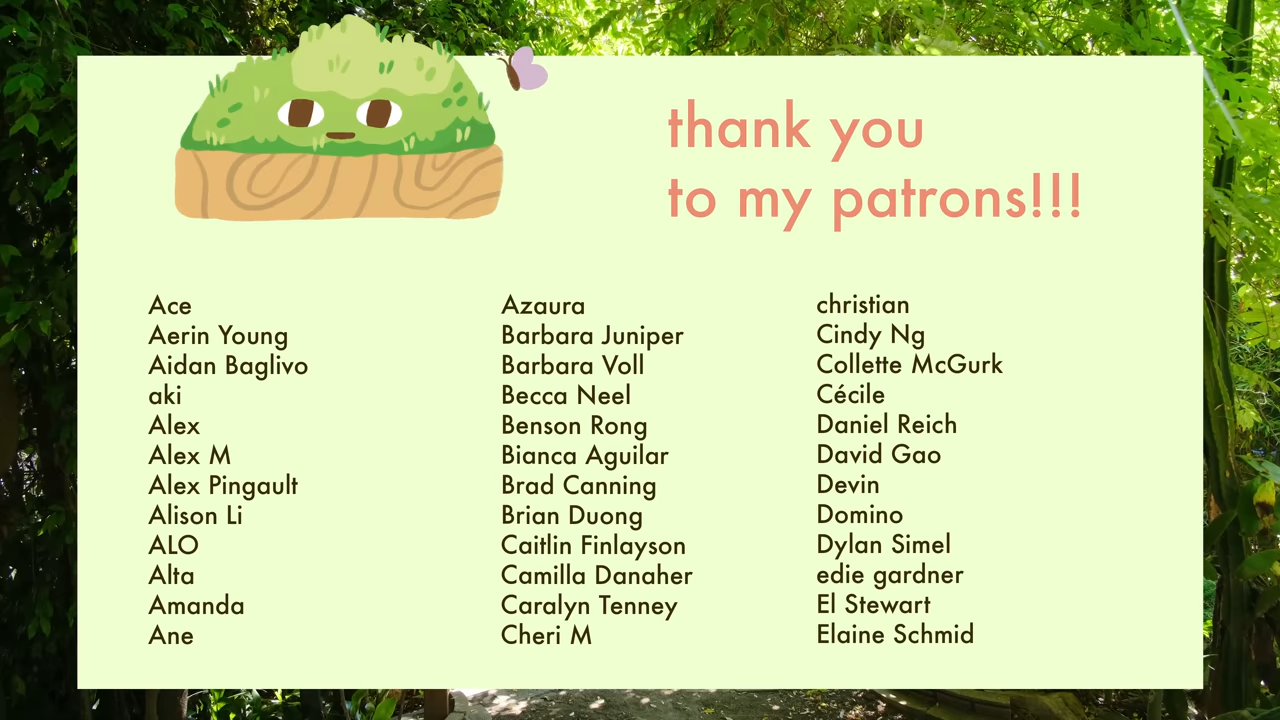 thank you
to my patrons!!!
Ace
Aerin Young
Aidan Baglivo
aki
Alex
Alex M
Alex Pingault
Alison Li
ALO
Alta
Amanda
Ane
Azaura
Barbara Juniper
Barbara Voll
Becca Neel
Benson Rong
Bianca Aguilar
Brad Canning
Brian Duong
Caitlin Finlayson
Camilla Danaher
Caralyn Tenney
Cheri M
christian
Cindy Ng
Collette McGurk
Cécile
Daniel Reich
David Gao
Devin
Domino
Dylan Simel
edie gardner
El Stewart
Elaine Schmid